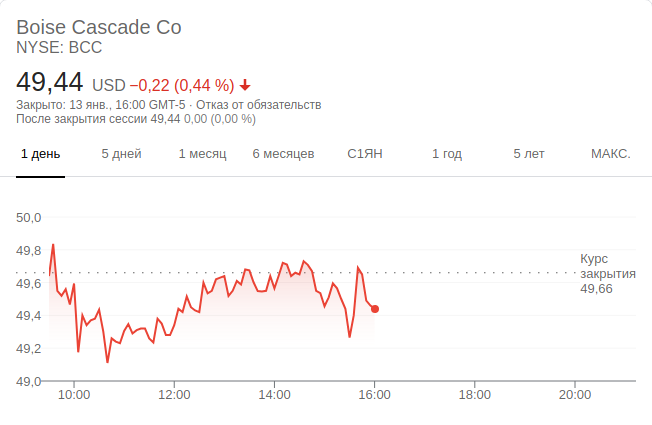 Boise Cascade Co
NYSE: BCC
49,44 USD −0,22 (0,44 %)
Закрыто: 13 янв., 16:00 GMT-5 · Отказ от обязательств
После закрытия сессии 49,44 0,00 (0,00 %)
1 день 5 дней 1 месяц 6 месяцев С1ЯН 1 год 5 лет МАКС.
50,0
49,8
Курс
закрытия
49,66
49,6
49,4
49,2
49,0
10:00 12:00 14:00 16:00 18:00 20:00